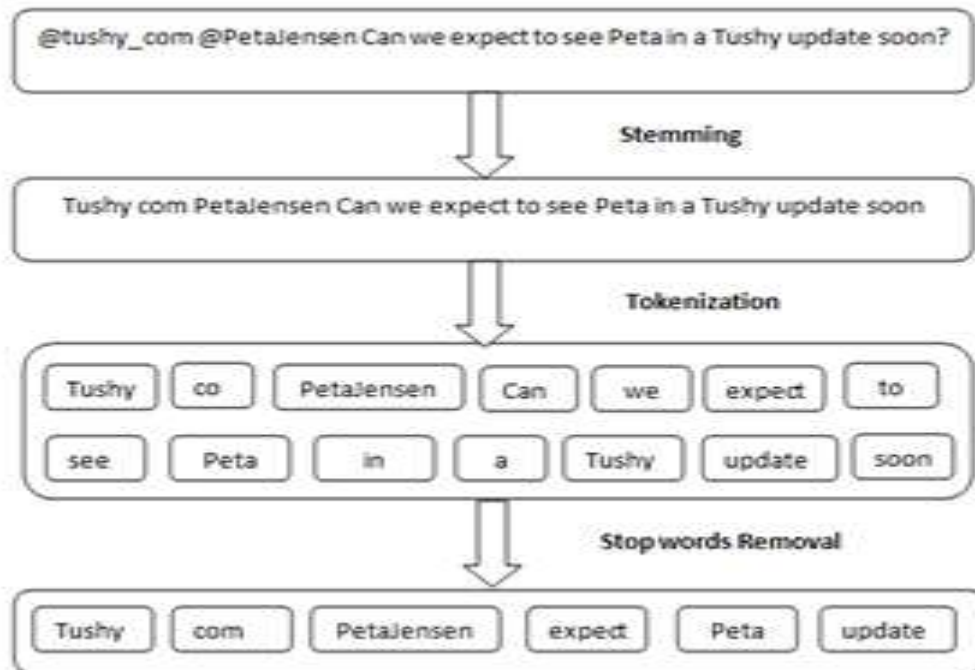 @tushy_com @PetaJensen Can we expect to see Peta in a Tushy update soon?
Stemming
Tushy com PetaJensen Can we expect to see Peta in a Tushy update soon
Tokenization
Tushy co PetaJensen Can we expect to
see Peta in a Tushy update soon
Stop words Removal
Tushy com PetaJensen expect Peta update